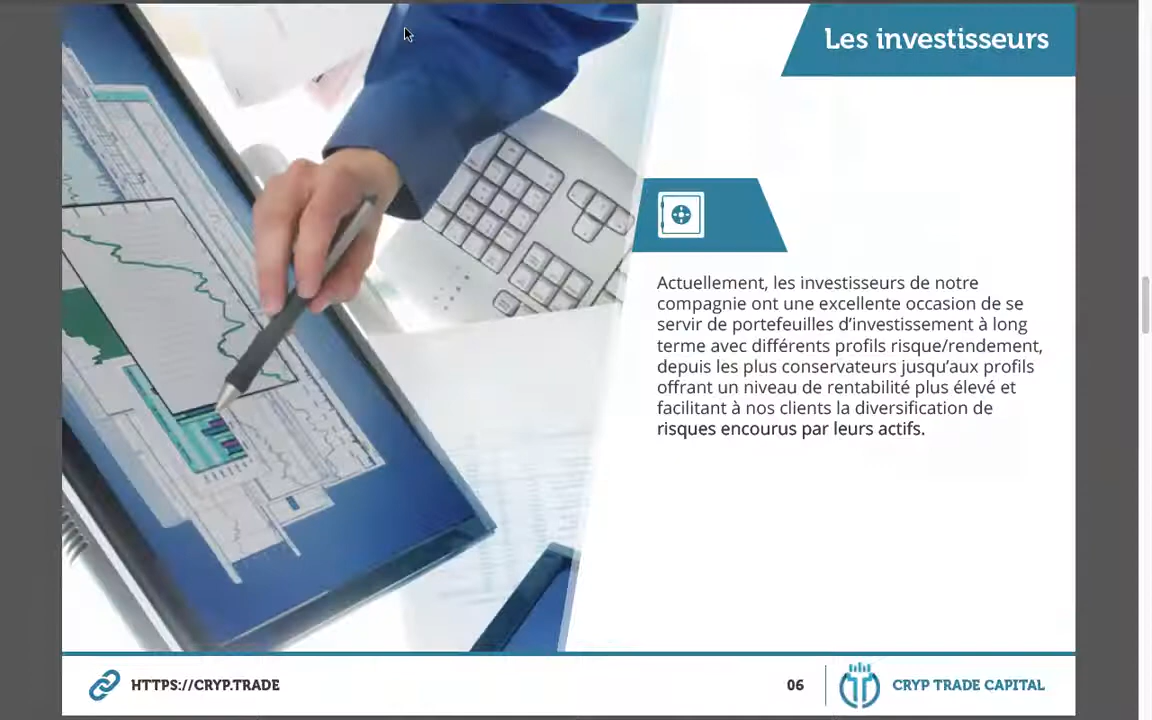 Les investisseurs
Actuellement, les investisseurs de notre
compagnie ont une excellente occasion de se
servir de portefeuilles d’investissement à long
terme avec différents profils risque/rendement,
depuis les plus conservateurs jusqu’aux profils
offrant un niveau de rentabilité plus élevé et
facilitant à nos clients la diversification de
risques encourus par leurs actifs.
HTTPS://CRYP.TRADE
06
CRYP TRADE CAPITAL